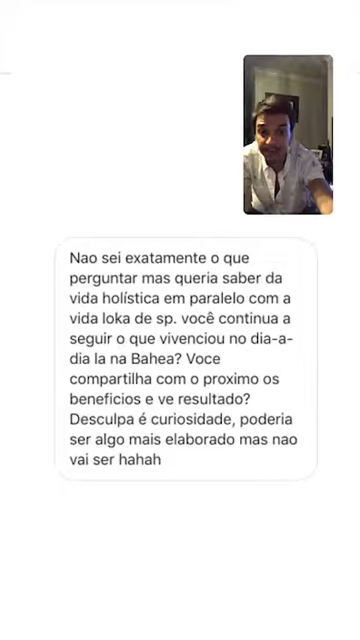 Nao sei exatamente o que
perguntar mas queria saber da
vida holística em paralelo com a
vida loka de sp. você continua a
seguir o que vivenciou no dia-a-
dia la na Bahea? Voce
compartilha com o proximo os
beneficios e ve resultado?
Desculpa é curiosidade, poderia
ser algo mais elaborado mas nao
vai ser hahah